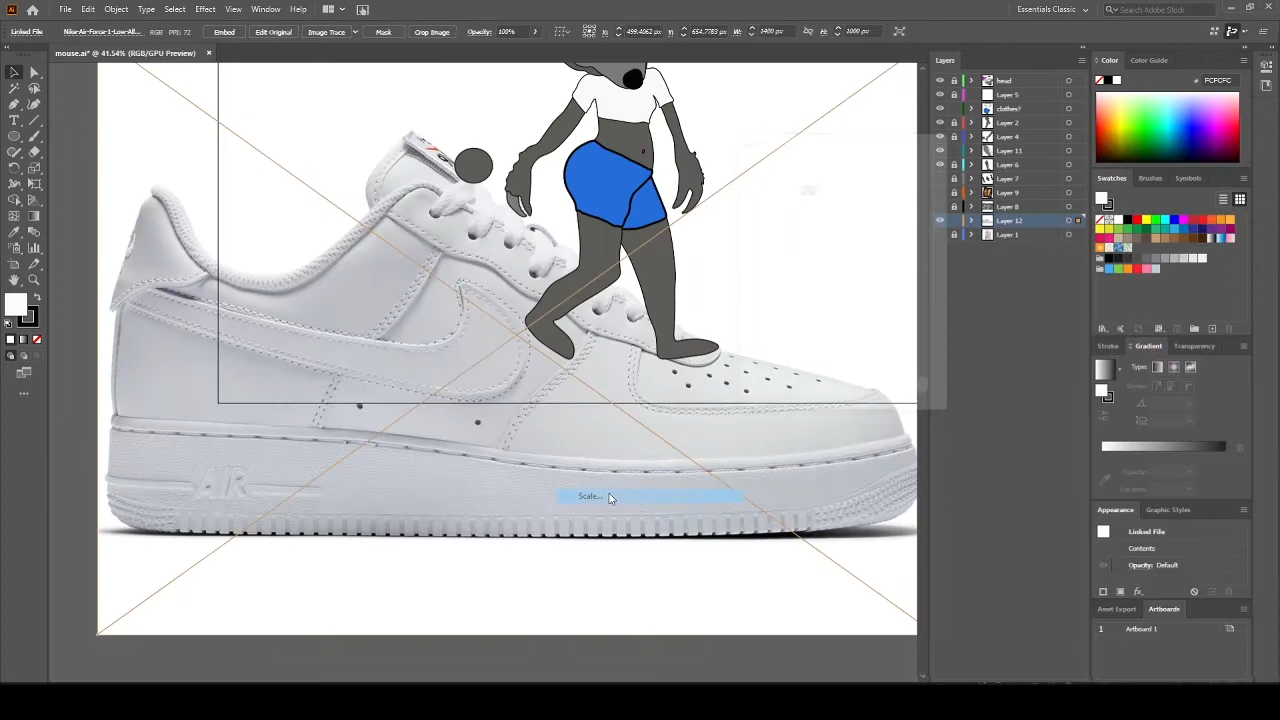 Ai File Edit Object Type Select Effect View Window Help Essentials Classic Search Adobe Stock
Linked File Nike-Air-Force-1-Low-All... RGB PPI: 72 Embed Edit Original Image Trace Mask Crop Image Opacity: 100% 499.4062 px 654.7783 px W: 1400 px H: 1000 px
mouse.ai* @ 41.54% (RGB/GPU Preview) ×
Layers
head
Layer 5
clothes?
Layer 2
Layer 4
Layer 11
Layer 6
Layer 7
Layer 9
Layer 8
Layer 12
Layer 1
Color Color Guide
# FCFCFC
Swatches Brushes Symbols
Stroke Gradient Transparency
Type:
Opacity:
Location:
Appearance Graphic Styles
Linked File
Contents
Opacity: Default
fx
Asset Export Artboards
1 Artboard 1
AIR
Scale...